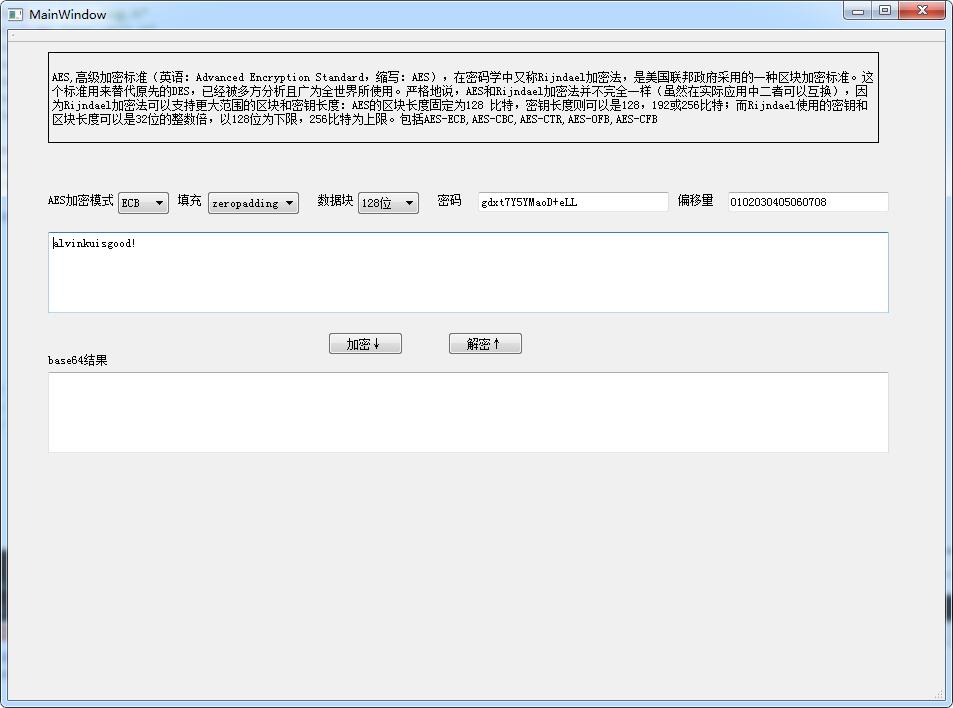 MainWindow
AES,高级加密标准（英语：Advanced Encryption Standard，缩写：AES），在密码学中又称Rijndael加密法，是美国联邦政府采用的一种区块加密标准。这
个标准用来替代原先的DES，已经被多方分析且广为全世界所使用。严格地说，AES和Rijndael加密法并不完全一样（虽然在实际应用中二者可以互换），因
为Rijndael加密法可以支持更大范围的区块和密钥长度：AES的区块长度固定为128 比特，密钥长度则可以是128，192或256比特；而Rijndael使用的密钥和
区块长度可以是32位的整数倍，以128位为下限，256比特为上限。包括AES-ECB,AES-CBC,AES-CTR,AES-OFB,AES-CFB
AES加密模式 ECB 填充 zeropadding 数据块 128位 密码 gdxt7Y5YMaoD+eLL 偏移量 0102030405060708
alvinkuisgood!
加密↓ 解密↑
base64结果